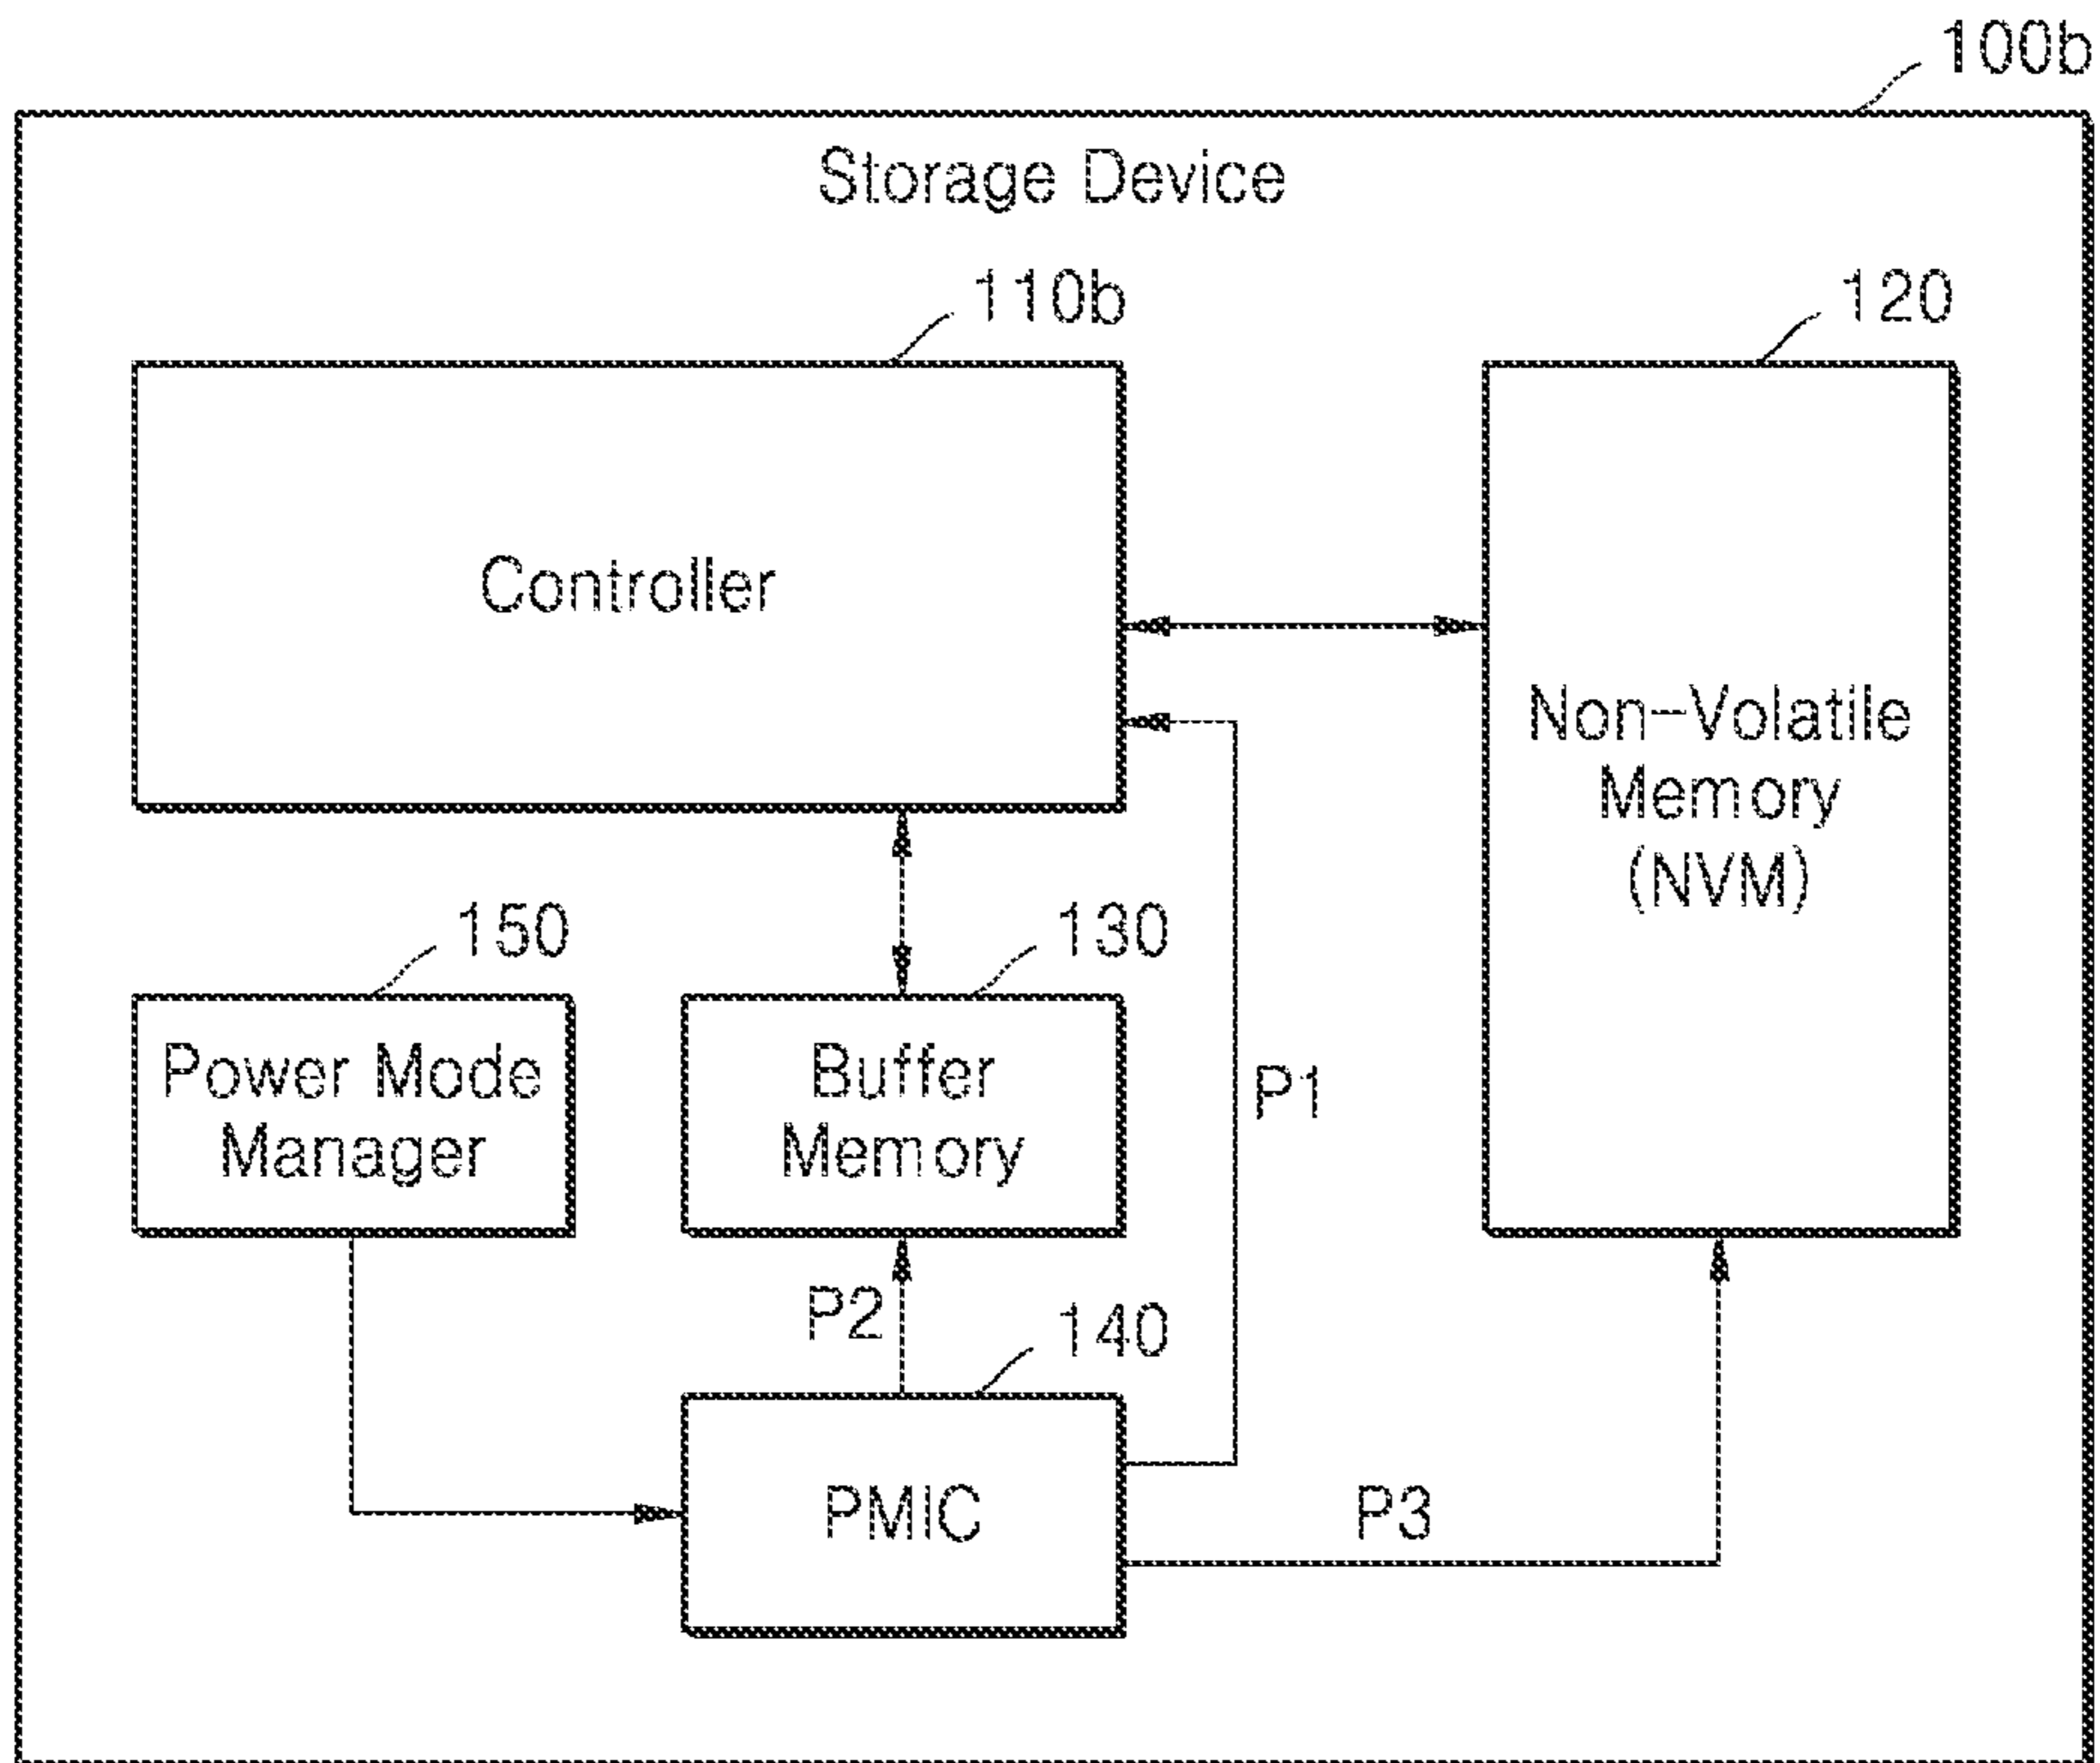 100b
Storage Device
110b
120
Controller
Non-Volatile
Memory
(NVM)
150
130
Power Mode
Manager
Buffer
Memory
P1
P2
140
PMIC
P3